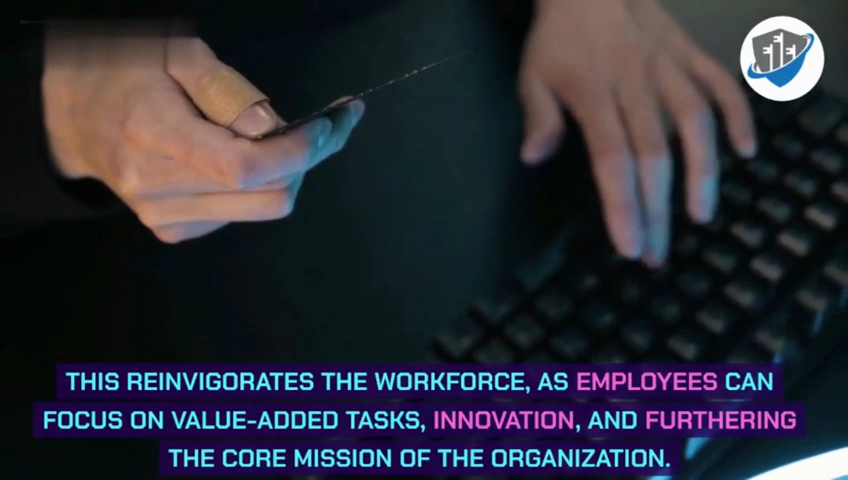 THIS REINVIGORATES THE WORKFORCE, AS EMPLOYEES CAN
FOCUS ON VALUE-ADDED TASKS, INNOVATION, AND FURTHERING
THE CORE MISSION OF THE ORGANIZATION.